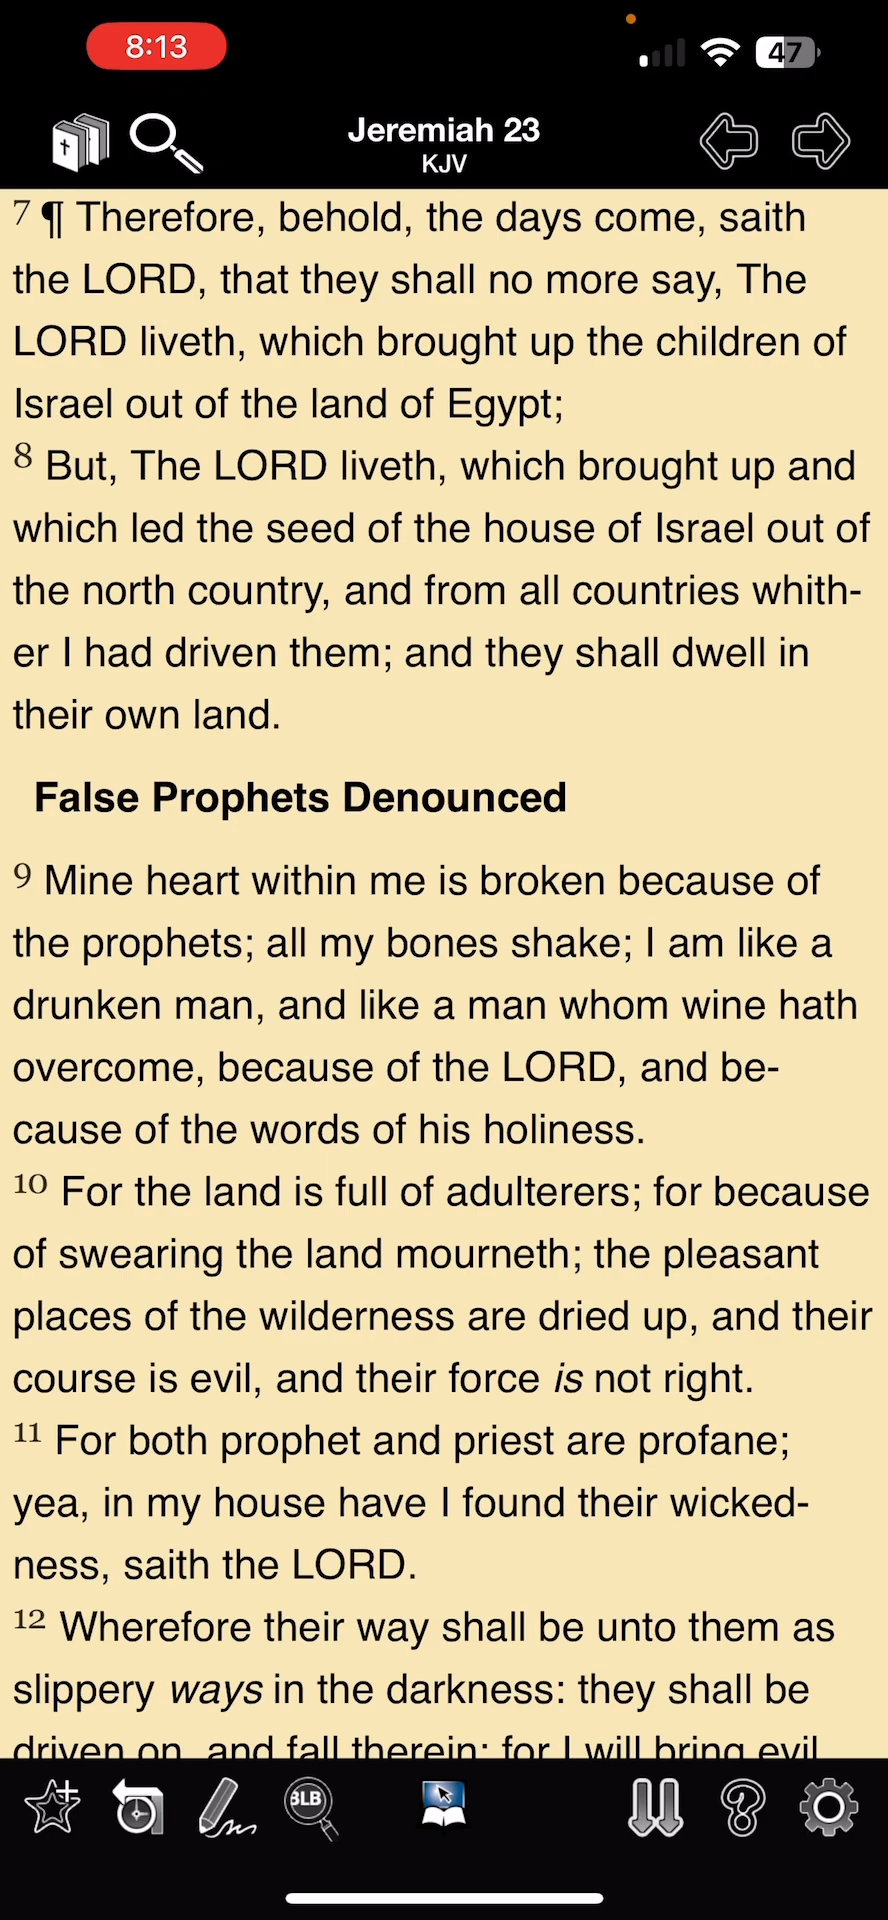 8:13
47
Jeremiah 23
KJV
7 ¶ Therefore, behold, the days come, saith
the LORD, that they shall no more say, The
LORD liveth, which brought up the children of
Israel out of the land of Egypt;
8 But, The LORD liveth, which brought up and
which led the seed of the house of Israel out of
the north country, and from all countries whith-
er I had driven them; and they shall dwell in
their own land.
False Prophets Denounced
9 Mine heart within me is broken because of
the prophets; all my bones shake; I am like a
drunken man, and like a man whom wine hath
overcome, because of the LORD, and be-
cause of the words of his holiness.
10 For the land is full of adulterers; for because
of swearing the land mourneth; the pleasant
places of the wilderness are dried up, and their
course is evil, and their force is not right.
11 For both prophet and priest are profane;
yea, in my house have I found their wicked-
ness, saith the LORD.
12 Wherefore their way shall be unto them as
slippery ways in the darkness: they shall be
driven on, and fall therein: for I will bring evil
BLB